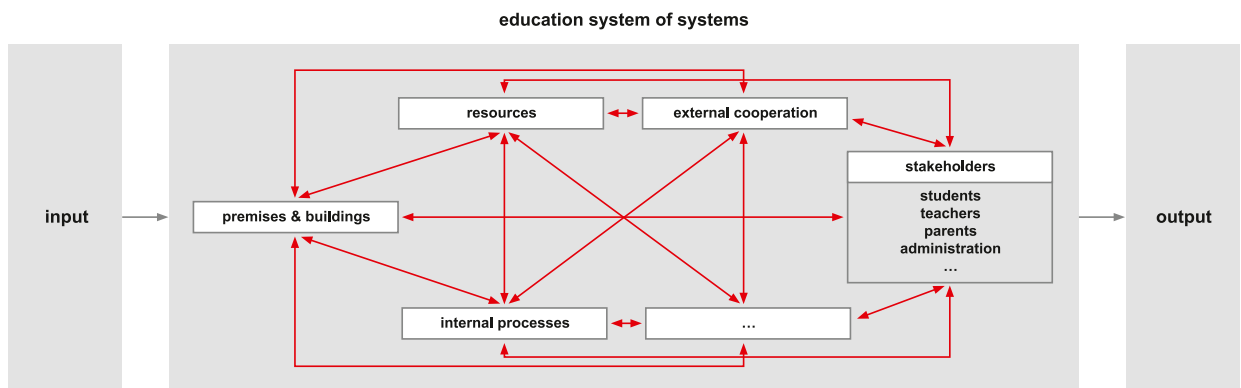 education system of systems
input
resources
external cooperation
premises & buildings
stakeholders
students
teachers
parents
administration
…
internal processes
…
output